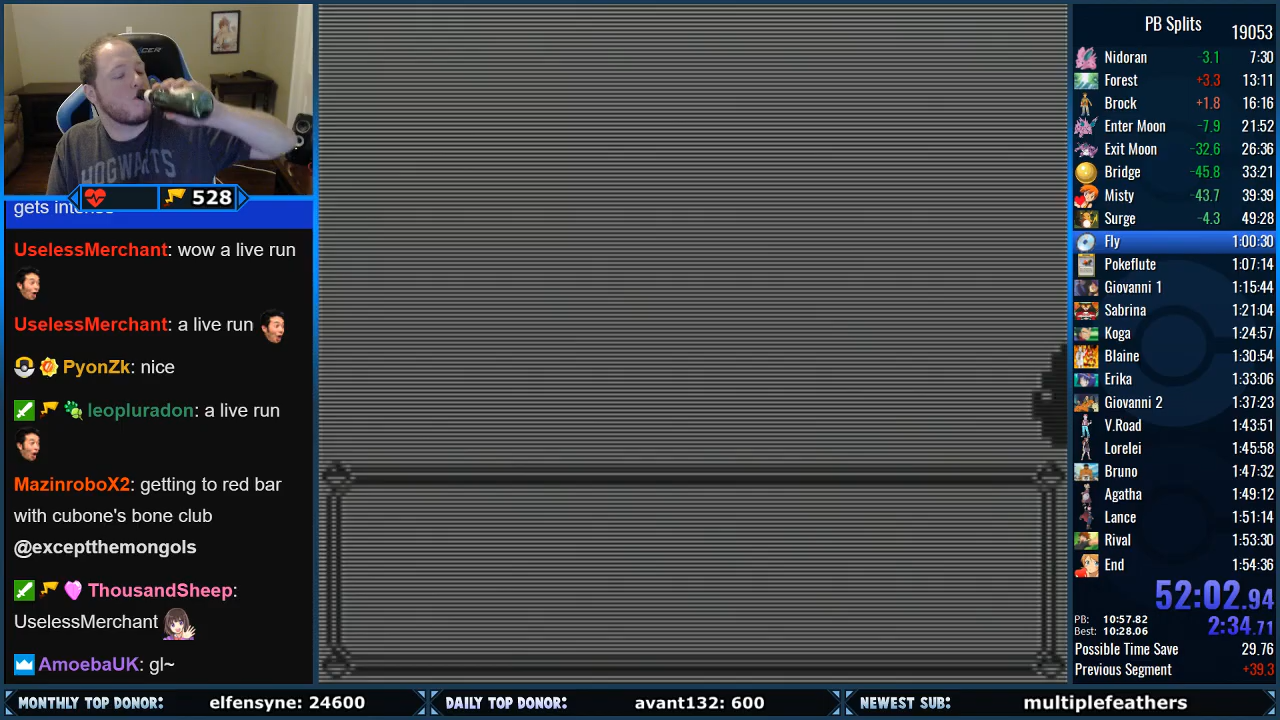 ACER
HOGWARTS
528
gets intense
UselessMerchant: wow a live run
UselessMerchant: a live run
PyonZk: nice
leopluradon: a live run
MazinroboX2: getting to red bar
with cubone's bone club
@exceptthemongols
ThousandSheep:
UselessMerchant
AmoebaUK: gl~
PB Splits
19053
Nidoran -3.1 7:30
Forest +3.3 13:11
Brock +1.8 16:16
Enter Moon -7.9 21:52
Exit Moon -32.6 26:36
Bridge -45.8 33:21
Misty -43.7 39:39
Surge -4.3 49:28
Fly 1:00:30
Pokeflute 1:07:14
Giovanni 1 1:15:44
Sabrina 1:21:04
Koga 1:24:57
Blaine 1:30:54
Erika 1:33:06
Giovanni 2 1:37:23
V.Road 1:43:51
Lorelei 1:45:58
Bruno 1:47:32
Agatha 1:49:12
Lance 1:51:14
Rival 1:53:30
End 1:54:36
52:02.94
PB: 10:57.82
Best: 10:28.06
2:34.71
Possible Time Save 29.76
Previous Segment +39.3
MONTHLY TOP DONOR: elfensyne: 24600
DAILY TOP DONOR: avant132: 600
NEWEST SUB: multiplefeathers